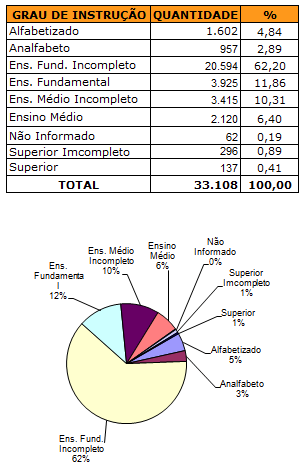 GRAU DE INSTRUÇÃO QUANTIDADE %
Alfabetizado 1.602 4,84
Analfabeto 957 2,89
Ens. Fund. Incompleto 20.594 62,20
Ens. Fundamental 3.925 11,86
Ens. Médio Incompleto 3.415 10,31
Ensino Médio 2.120 6,40
Não Informado 62 0,19
Superior Imcompleto 296 0,89
Superior 137 0,41
TOTAL 33.108 100,00
Não
Informado
0%
Ensino
Médio
6%
Ens. Médio
Incompleto
10%
Ens.
Fundamenta
l
12%
Superior
Imcompleto
1%
Superior
1%
Alfabetizado
5%
Analfabeto
3%
Ens. Fund.
Incompleto
62%